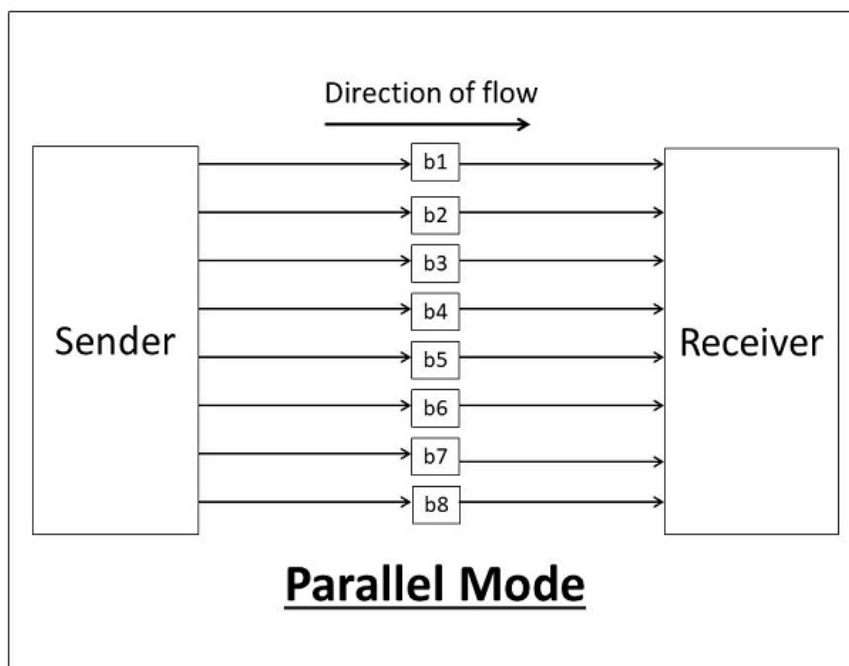 Direction of flow
b1
b2
b3
b4
Sender
Receiver
b5
b6
b7
b8
Parallel Mode